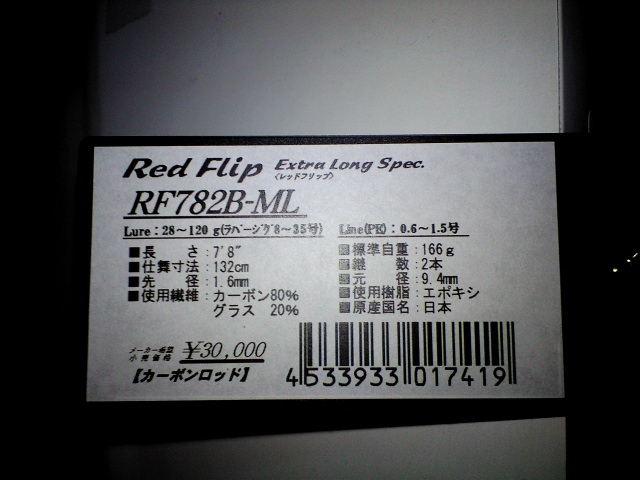 Red Flip Extra Long Spec.
〈レッドフリップ〉
RF782B-ML
Lure：28〜120g(ラバージグ8〜35号) Line(PE)：0.6〜1.5号
■長さ：7'8" ■標準自重：166g
■仕舞寸法：132cm ■継数：2本
■先径：1.6mm ■元径：9.4mm
■使用繊維：カーボン80% ■使用樹脂：エポキシ
グラス 20% ■原産国名：日本
メーカー希望
小売価格 ¥30,000
【カーボンロッド】
4533933017419